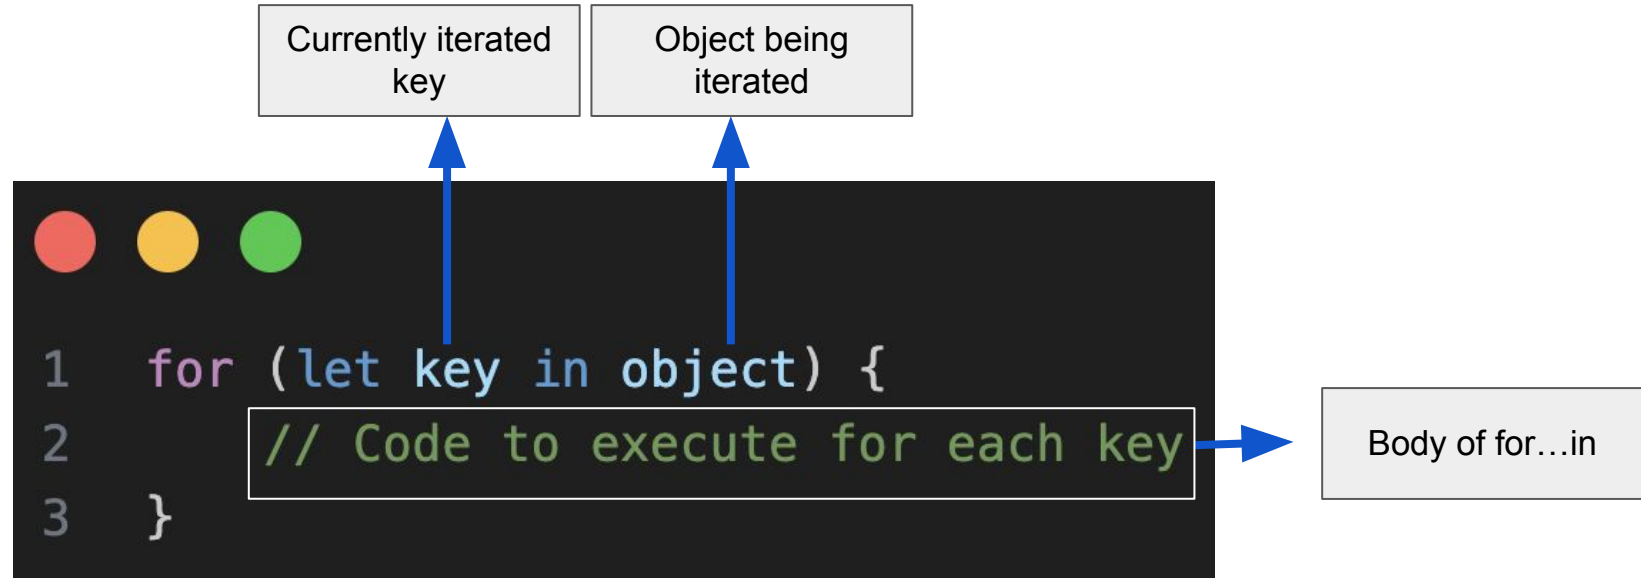 Currently iterated
key
Object being
iterated
1 for (let key in object) {
2 // Code to execute for each key
3 }
Body of for…in